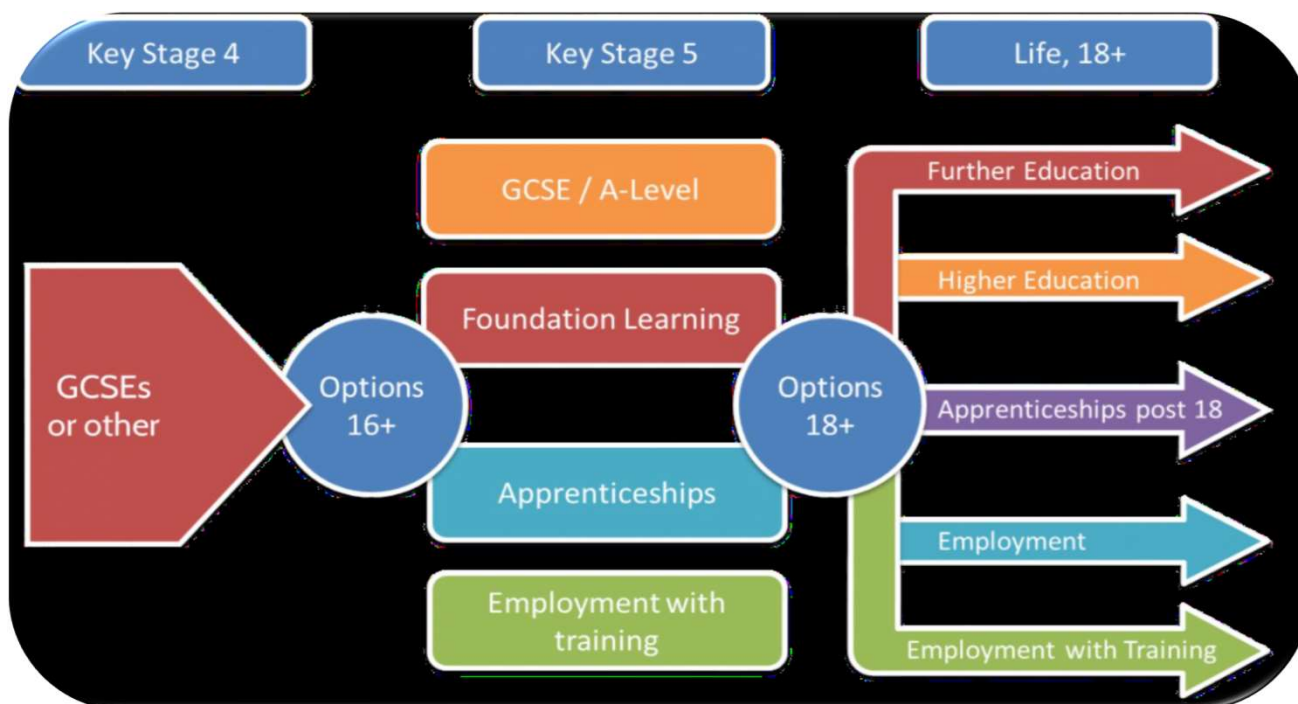 Key Stage 4
Key Stage 5
Life, 18+
GCSEs
or other
Options
16+
GCSE / A-Level
Foundation Learning
Apprenticeships
Employment with
training
Options
18+
Further Education
Higher Education
Apprenticeships post 18
Employment
Employment with Training